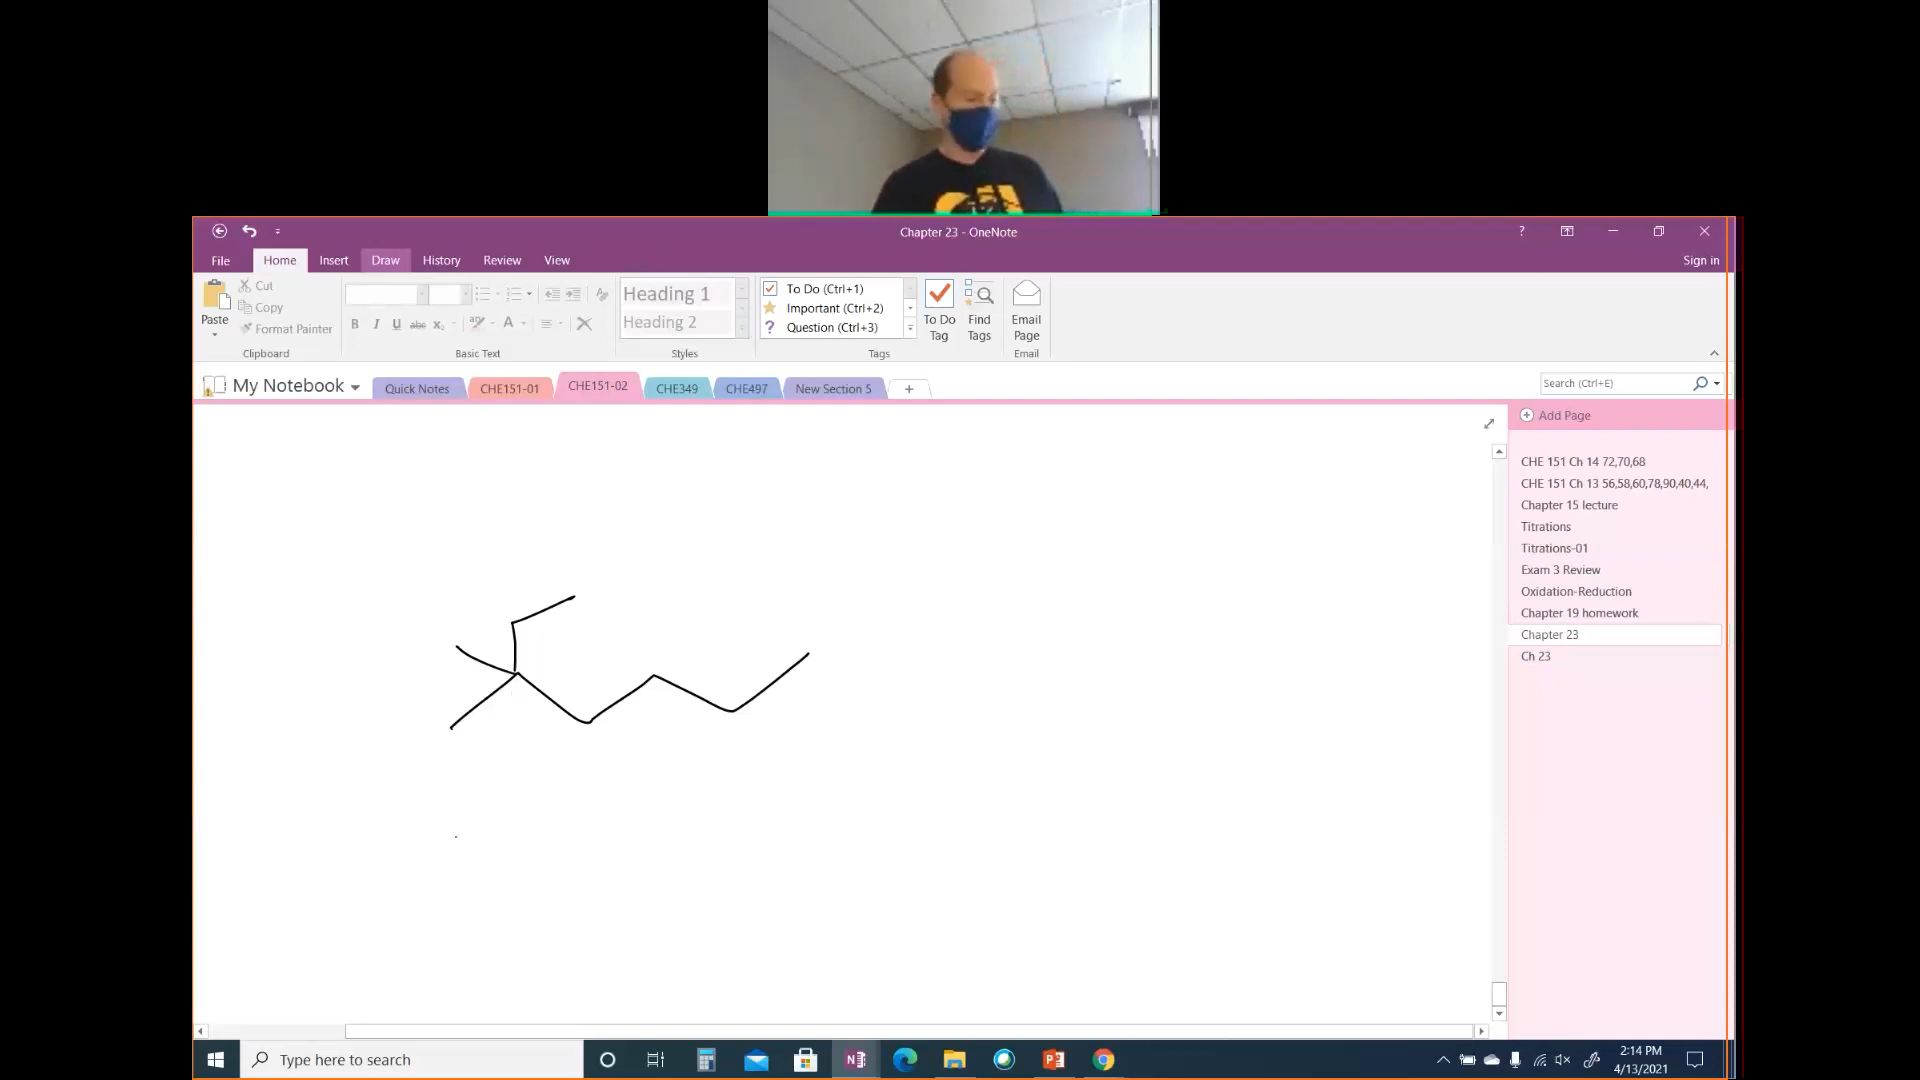 Chapter 23 - OneNote
?
File Home Insert Draw History Review View Sign in
Paste
Cut
Copy
Format Painter
Clipboard
B I U abc x₂ A
Basic Text
Heading 1
Heading 2
Styles
To Do (Ctrl+1)
Important (Ctrl+2)
Question (Ctrl+3)
Tags
To Do Tag
Find Tags
Email Page
Email
My Notebook Quick Notes CHE151-01 CHE151-02 CHE349 CHE497 New Section 5 +
Search (Ctrl+E)
Add Page
CHE 151 Ch 14 72,70,68
CHE 151 Ch 13 56,58,60,78,90,40,44,
Chapter 15 lecture
Titrations
Titrations-01
Exam 3 Review
Oxidation-Reduction
Chapter 19 homework
Chapter 23
Ch 23
Type here to search
2:14 PM
4/13/2021